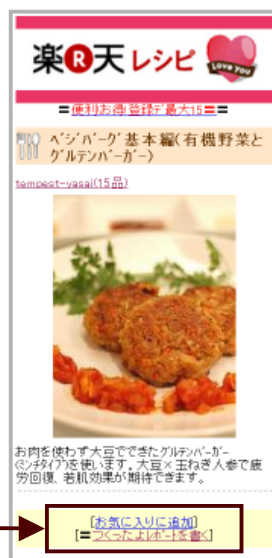 楽R天レシピ
Love You
〓便利お得登録ﾃﾞ最大15〓〓
ﾍﾞｼﾞﾊﾞｰｸﾞ基本編(有機野菜と
ｸﾞﾙﾃﾝﾊﾞｰｶﾞｰ)
tempest-yasai(15品)
お肉を使わず大豆でできたｸﾞﾙﾃﾝﾊﾞｰｶﾞｰ
(ﾐﾝﾁﾀｲﾌﾟ)を使います。大豆×玉ねぎ人参で疲
労回復、若肌効果が期待できます。
[お気に入りに追加]
[〓つくったよﾚﾎﾟｰﾄを書く]